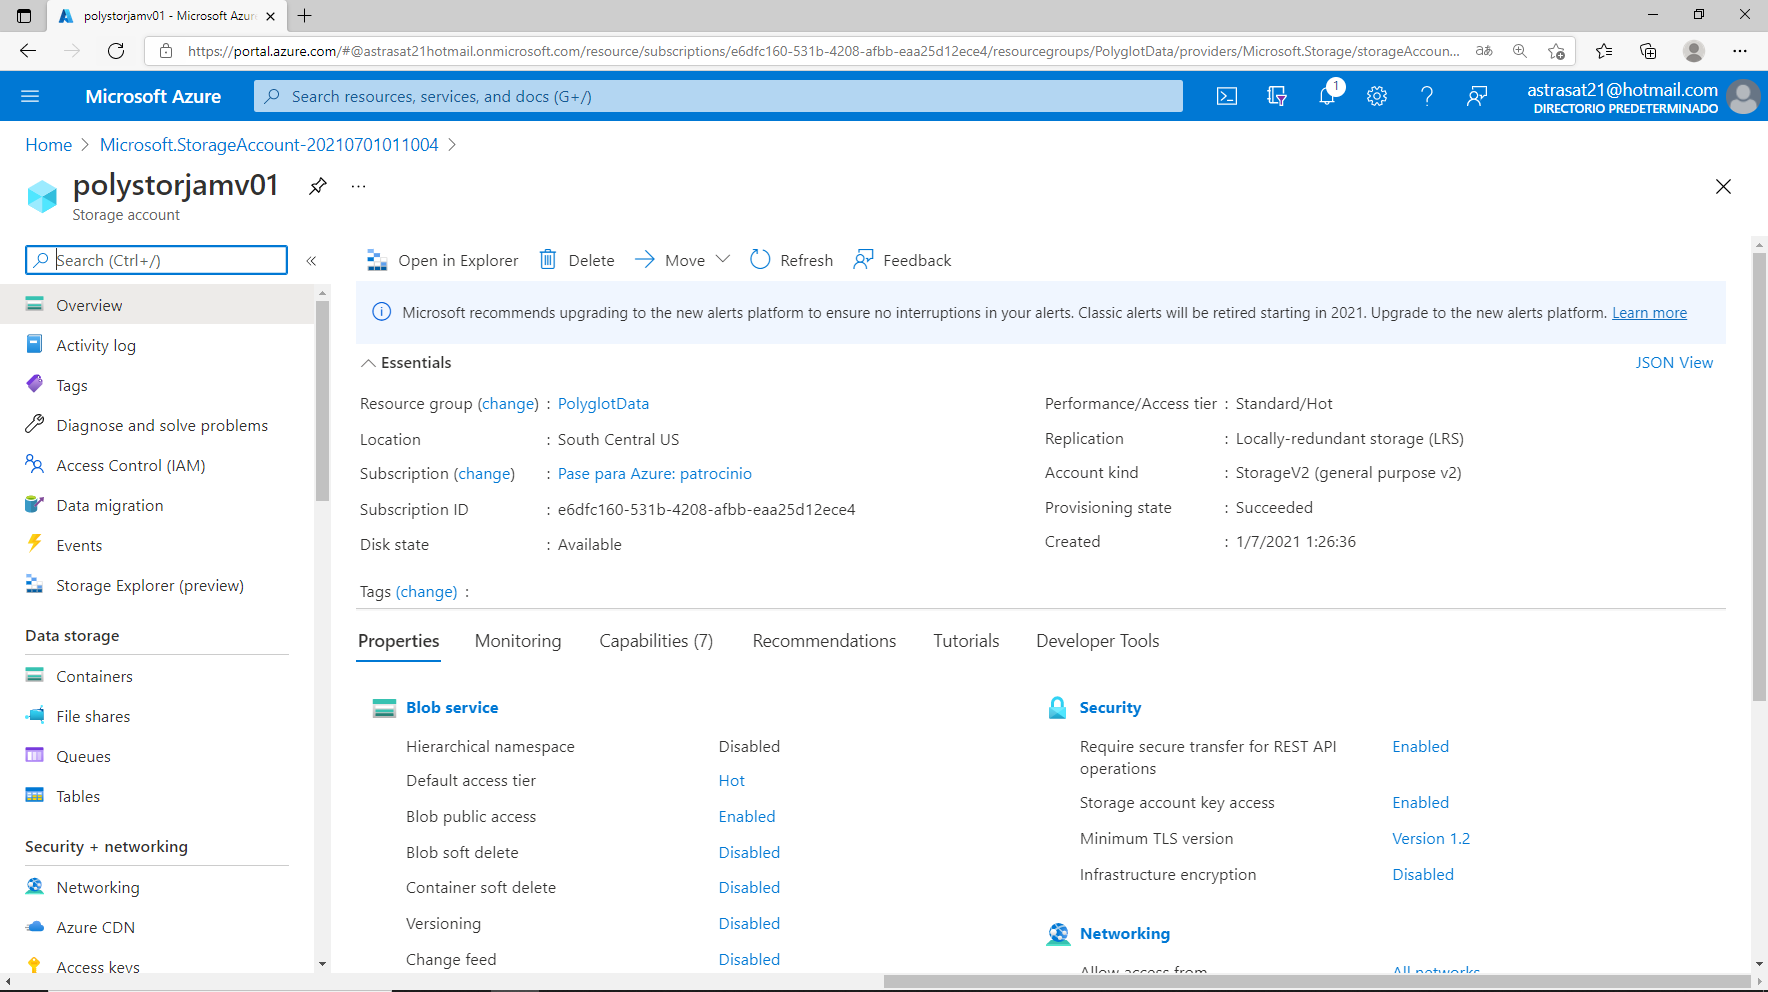 polystorjamv01 - Microsoft Azure
https://portal.azure.com/#@astrasat21hotmail.onmicrosoft.com/resource/subscriptions/e6dfc160-531b-4208-afbb-eaa25d12ece4/resourcegroups/PolyglotData/providers/Microsoft.Storage/storageAccoun...
Microsoft Azure
Search resources, services, and docs (G+/)
1
astrasat21@hotmail.com
DIRECTORIO PREDETERMINADO
Home > Microsoft.StorageAccount-20210701011004 >
polystorjamv01 ...
Storage account
Search (Ctrl+/) «
Open in Explorer Delete Move Refresh Feedback
Microsoft recommends upgrading to the new alerts platform to ensure no interruptions in your alerts. Classic alerts will be retired starting in 2021. Upgrade to the new alerts platform. Learn more
Overview
Activity log
Tags
Diagnose and solve problems
Access Control (IAM)
Data migration
Events
Storage Explorer (preview)
Data storage
Containers
File shares
Queues
Tables
Security + networking
Networking
Azure CDN
Access keys
Essentials
JSON View
Resource group (change) : PolyglotData
Location : South Central US
Subscription (change) : Pase para Azure: patrocinio
Subscription ID : e6dfc160-531b-4208-afbb-eaa25d12ece4
Disk state : Available
Performance/Access tier : Standard/Hot
Replication : Locally-redundant storage (LRS)
Account kind : StorageV2 (general purpose v2)
Provisioning state : Succeeded
Created : 1/7/2021 1:26:36
Tags (change) :
Properties Monitoring Capabilities (7) Recommendations Tutorials Developer Tools
Blob service
Hierarchical namespace Disabled
Default access tier Hot
Blob public access Enabled
Blob soft delete Disabled
Container soft delete Disabled
Versioning Disabled
Change feed Disabled
Security
Require secure transfer for REST API operations Enabled
Storage account key access Enabled
Minimum TLS version Version 1.2
Infrastructure encryption Disabled
Networking
Allow access from All networks